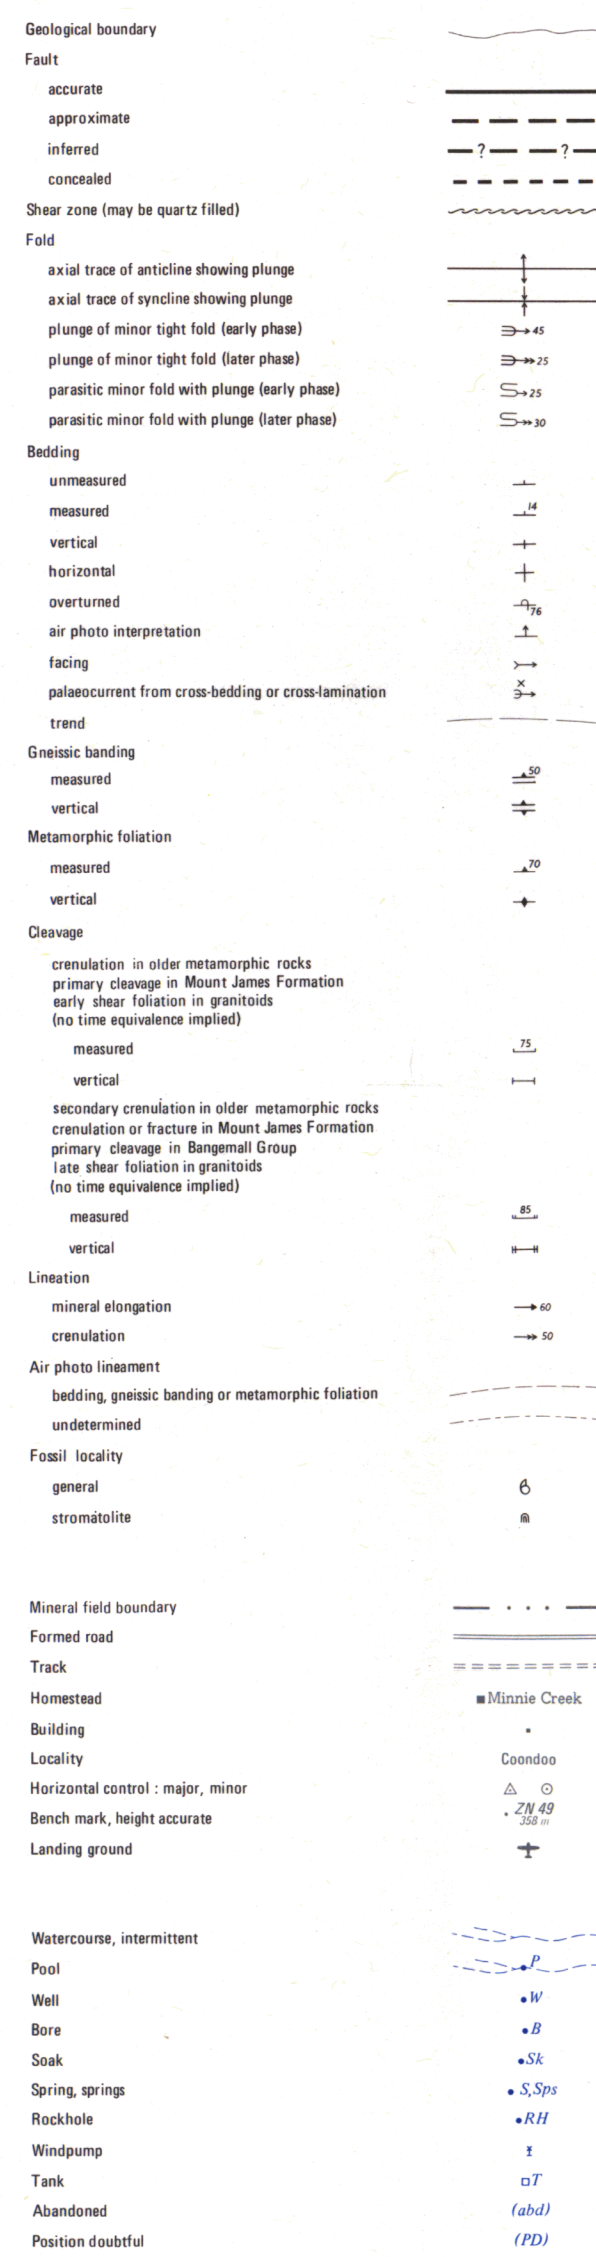 Geological boundary
Fault
accurate
approximate
inferred ? ?
concealed
Shear zone (may be quartz filled)
Fold
axial trace of anticline showing plunge
axial trace of syncline showing plunge
plunge of minor tight fold (early phase) 45
plunge of minor tight fold (later phase) 25
parasitic minor fold with plunge (early phase) 25
parasitic minor fold with plunge (later phase) 30
Bedding
unmeasured
measured 14
vertical
horizontal
overturned 76
air photo interpretation
facing
palaeocurrent from cross-bedding or cross-lamination
trend
Gneissic banding
measured 50
vertical
Metamorphic foliation
measured 70
vertical
Cleavage
crenulation in older metamorphic rocks
primary cleavage in Mount James Formation
early shear foliation in granitoids
(no time equivalence implied)
measured 75
vertical
secondary crenulation in older metamorphic rocks
crenulation or fracture in Mount James Formation
primary cleavage in Bangemall Group
late shear foliation in granitoids
(no time equivalence implied)
measured 85
vertical
Lineation
mineral elongation 60
crenulation 50
Air photo lineament
bedding, gneissic banding or metamorphic foliation
undetermined
Fossil locality
general
stromatolite
Mineral field boundary
Formed road
Track
Homestead Minnie Creek
Building
Locality Coondoo
Horizontal control : major, minor
Bench mark, height accurate ZN 49
358 m
Landing ground
Watercourse, intermittent
Pool P
Well W
Bore B
Soak Sk
Spring, springs S,Sps
Rockhole RH
Windpump
Tank T
Abandoned (abd)
Position doubtful (PD)